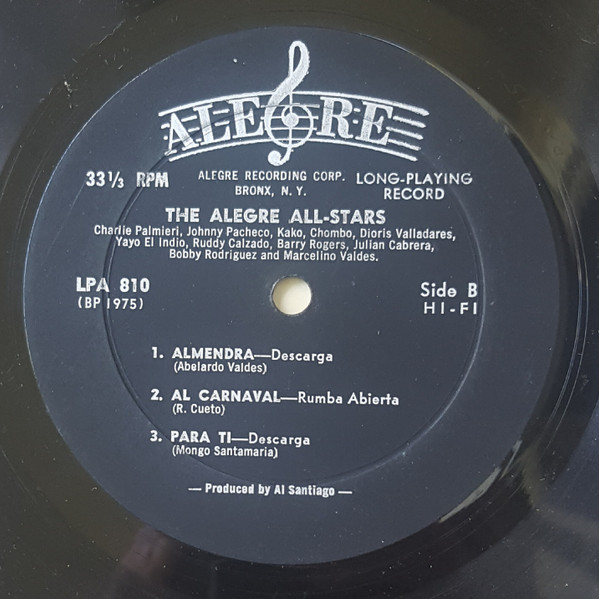 ALEGRE
33⅓ RPM
ALEGRE RECORDING CORP.
BRONX, N. Y.
LONG-PLAYING
RECORD
THE ALEGRE ALL-STARS
Charlie Palmieri, Johnny Pacheco, Kako, Chombo, Dioris Valladares,
Yayo El Indio, Ruddy Calzado, Barry Rogers, Julian Cabrera,
Bobby Rodriguez and Marcelino Valdes.
LPA 810
(BP 1975)
Side B
HI-FI
1. ALMENDRA—Descarga
(Abelardo Valdes)
2. AL CARNAVAL—Rumba Abierta
(R. Cueto)
3. PARA TI—Descarga
(Mongo Santamaria)
— Produced by Al Santiago —